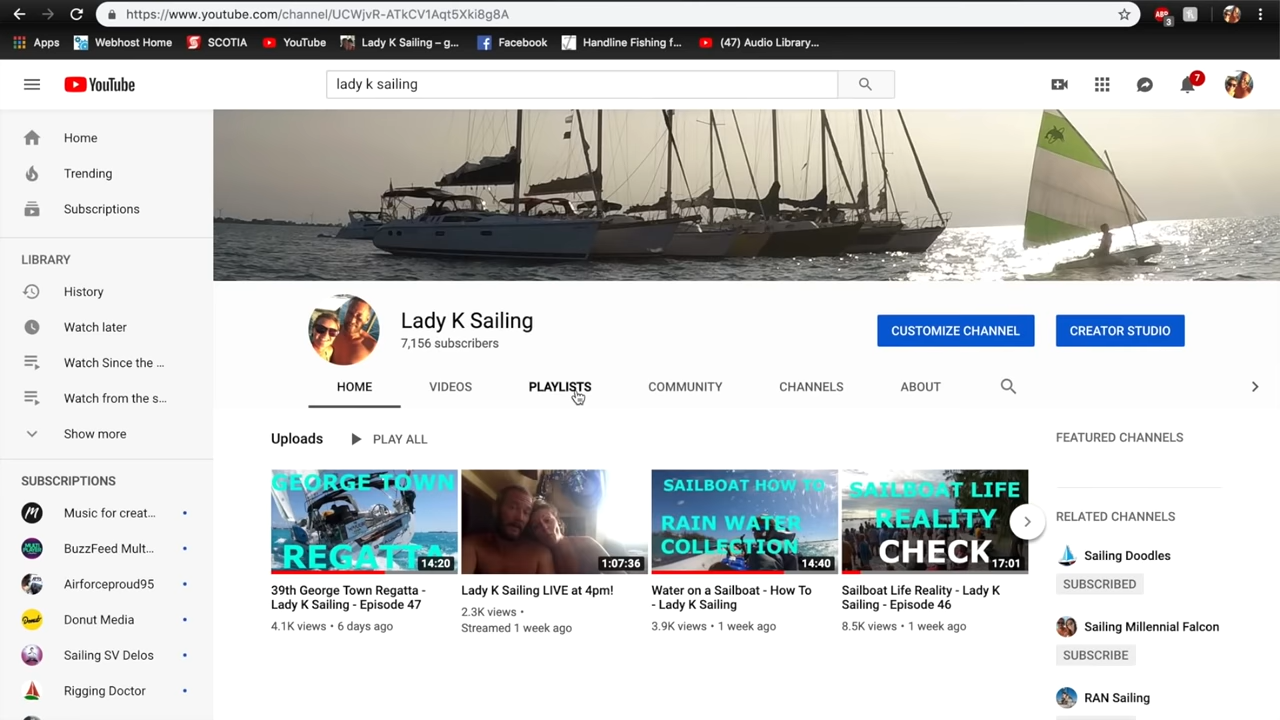 https://www.youtube.com/channel/UCWjvR-ATkCV1Aqt5Xki8g8A
ABP
3
Apps
Webhost Home
SCOTIA
YouTube
Lady K Sailing – g...
Facebook
Handline Fishing f...
(47) Audio Library...
YouTube
lady k sailing
7
Home
Trending
Subscriptions
LIBRARY
History
Watch later
Watch Since the ...
Watch from the s...
Show more
SUBSCRIPTIONS
Music for creat...
BuzzFeed Mult...
Airforceproud95
Donut Media
Sailing SV Delos
Rigging Doctor
Lady K Sailing
7,156 subscribers
CUSTOMIZE CHANNEL
CREATOR STUDIO
HOME
VIDEOS
PLAYLISTS
COMMUNITY
CHANNELS
ABOUT
Uploads
PLAY ALL
GEORGE TOWN
REGATTA
14:20
39th George Town Regatta -
Lady K Sailing - Episode 47
4.1K views • 6 days ago
1:07:36
Lady K Sailing LIVE at 4pm!
2.3K views •
Streamed 1 week ago
SAILBOAT HOW TO
RAIN WATER
COLLECTION
14:40
Water on a Sailboat - How To
- Lady K Sailing
3.9K views • 1 week ago
SAILBOAT LIFE
REALITY
CHECK
17:01
Sailboat Life Reality - Lady K
Sailing - Episode 46
8.5K views • 1 week ago
FEATURED CHANNELS
RELATED CHANNELS
Sailing Doodles
SUBSCRIBED
Sailing Millennial Falcon
SUBSCRIBE
RAN Sailing